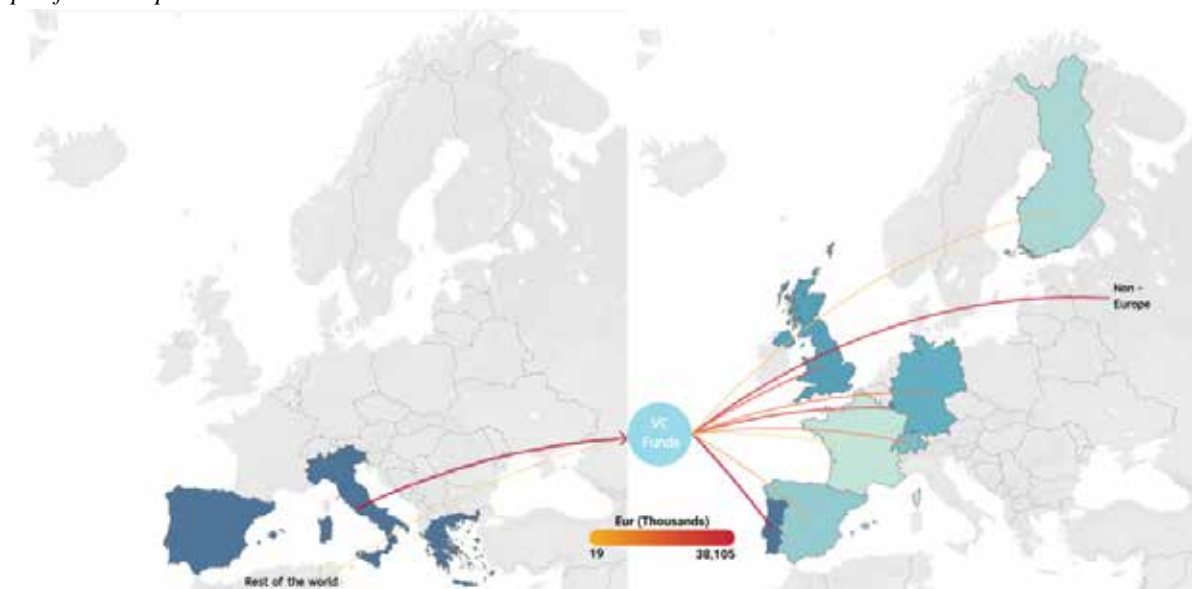 Rest of the world
VC
Funds
Eur (Thousands)
19
38,105
Non -
Europe